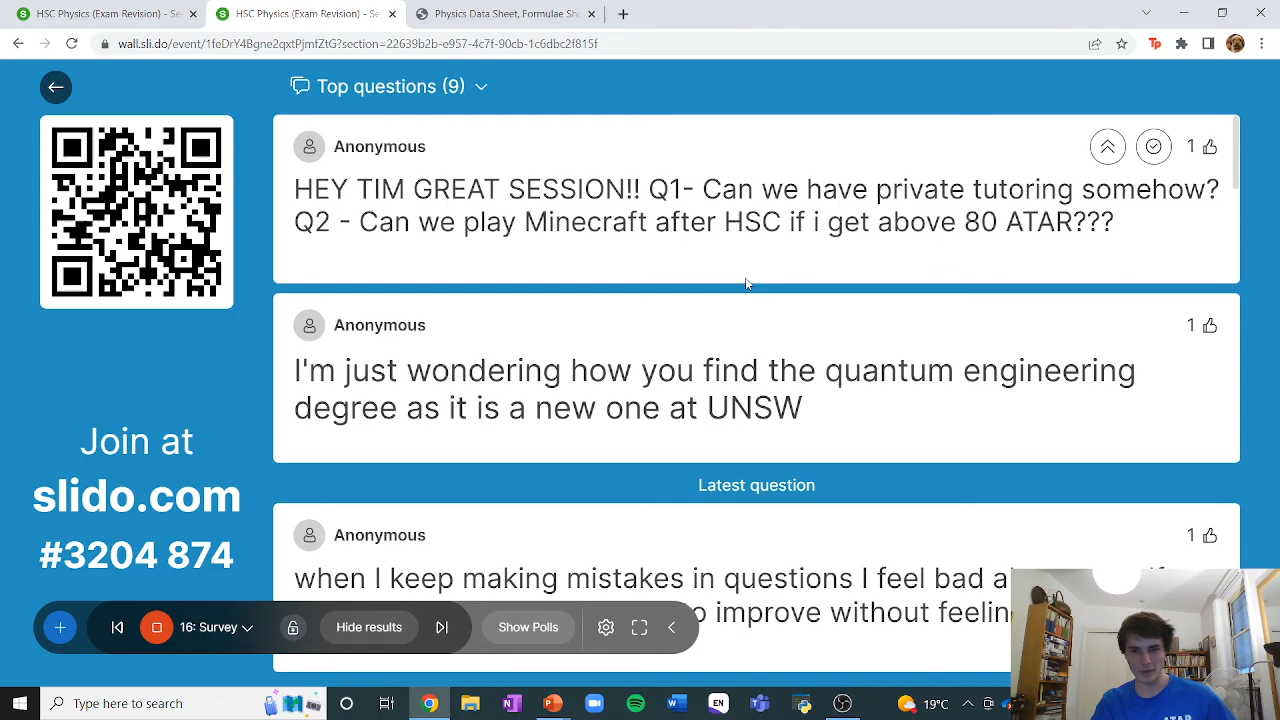 HSC Physics (Exam Revision) - Se
HSC Physics (Exam Revision) - Se
Physics Data Sheet, Formulae She
wall.sli.do/event/1feDrY4Bgne2qxtPjmfZtG?section=22639b2b-e267-4c7f-90cb-1c6dbc2f815f
Top questions (9)
Anonymous
1
HEY TIM GREAT SESSION!! Q1- Can we have private tutoring somehow?
Q2 - Can we play Minecraft after HSC if i get above 80 ATAR???
Anonymous
1
I'm just wondering how you find the quantum engineering
degree as it is a new one at UNSW
Latest question
Anonymous
1
when I keep making mistakes in questions I feel bad
o improve without feelin
Join at
slido.com
#3204 874
16: Survey
Hide results
Show Polls
Type here to search
EN
19°C
ATAR